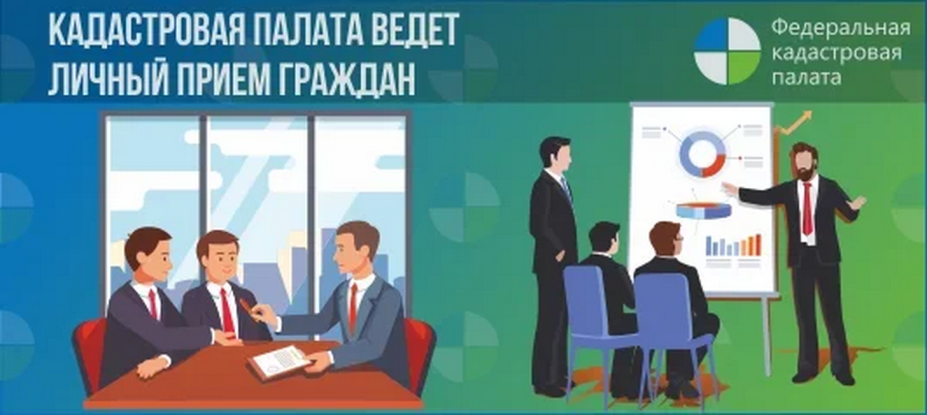 КАДАСТРОВАЯ ПАЛАТА ВЕДЕТ
ЛИЧНЫЙ ПРИЕМ ГРАЖДАН
Федеральная
кадастровая
палата